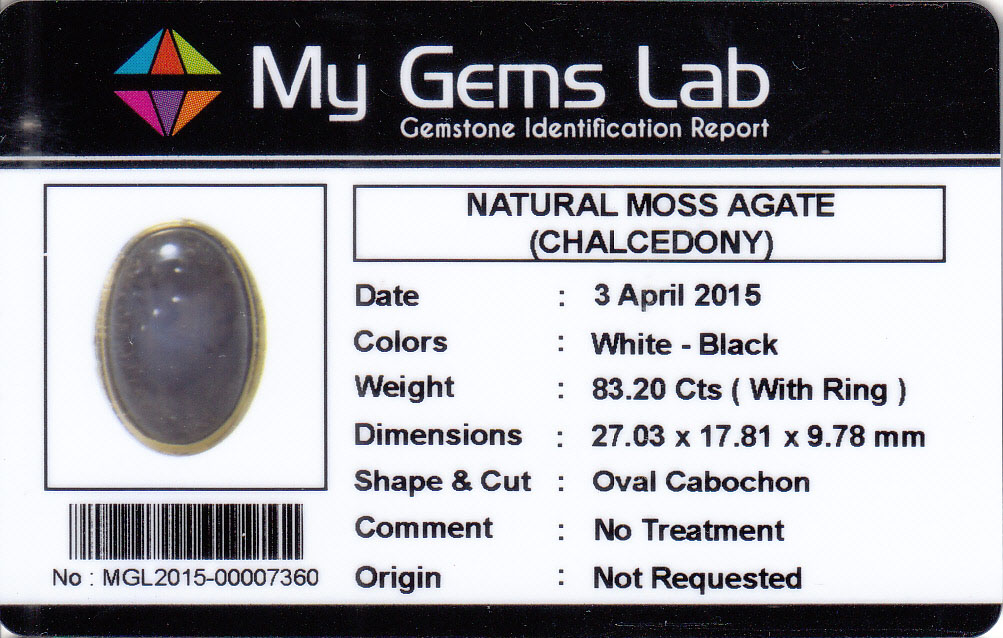 My Gems Lab
Gemstone Identification Report
NATURAL MOSS AGATE
(CHALCEDONY)
Date : 3 April 2015
Colors : White - Black
Weight : 83.20 Cts ( With Ring )
Dimensions : 27.03 x 17.81 x 9.78 mm
Shape & Cut : Oval Cabochon
Comment : No Treatment
Origin : Not Requested
No : MGL2015-00007360